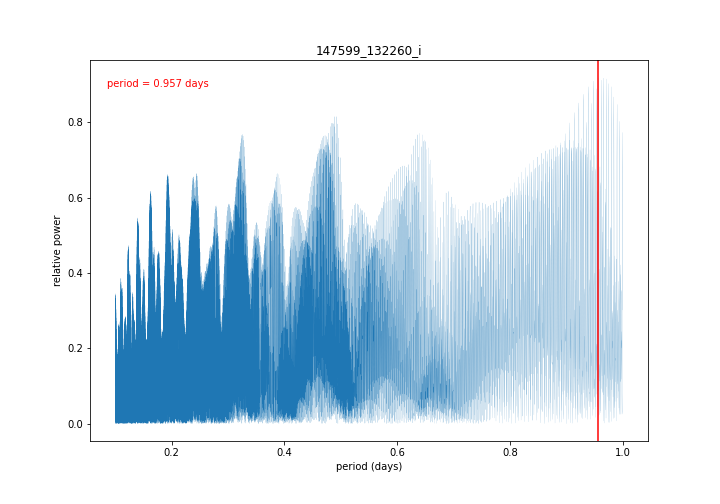 147599_132260_i
period = 0.957 days
0.8
0.6
0.4
0.2
0.0
relative power
0.2 0.4 0.6 0.8 1.0
period (days)